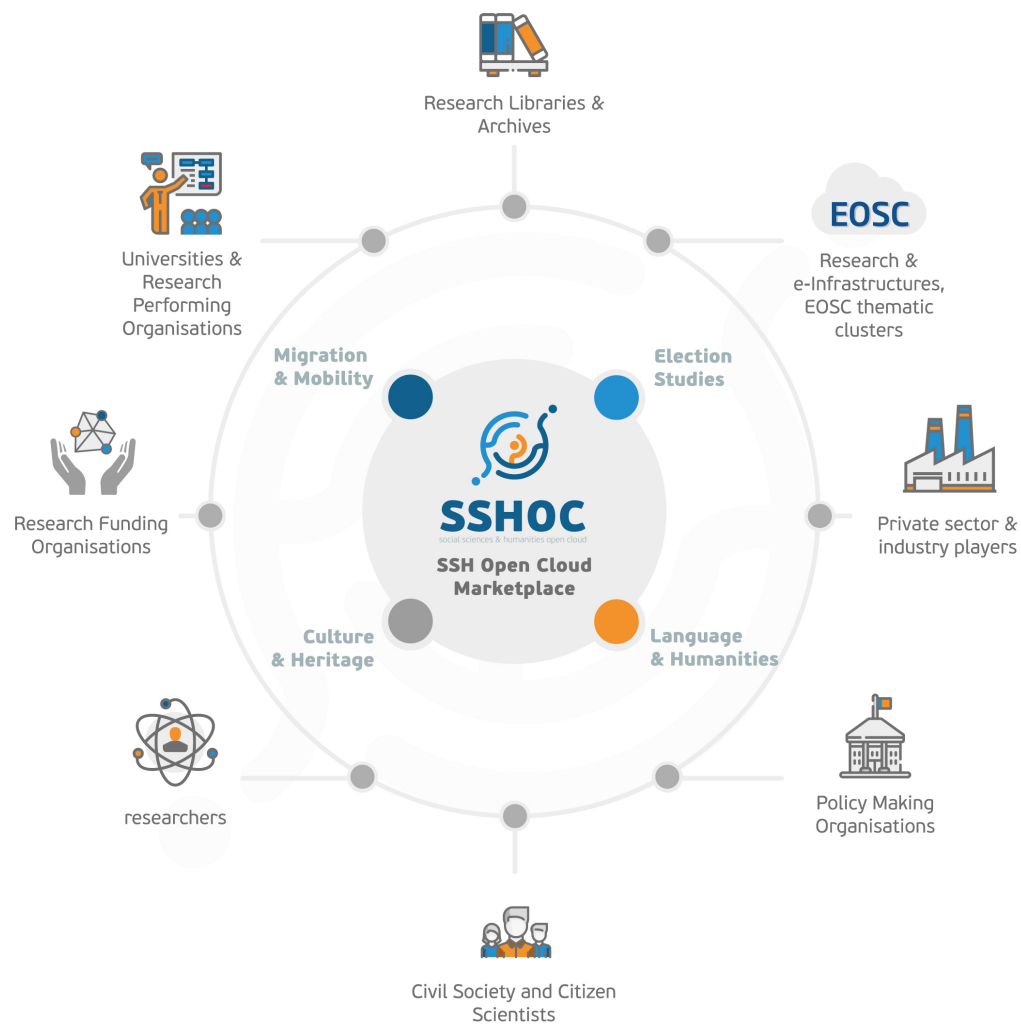 Research Libraries &
Archives
EOSC
Universities &
Research
Performing
Organisations
Research &
e-Infrastructures,
EOSC thematic
clusters
Migration
& Mobility
Election
Studies
SSHOC
social sciences & humanities open cloud
SSH Open Cloud
Marketplace
Research Funding
Organisations
Private sector &
industry players
Culture
& Heritage
Language
& Humanities
researchers
Policy Making
Organisations
Civil Society and Citizen
Scientists